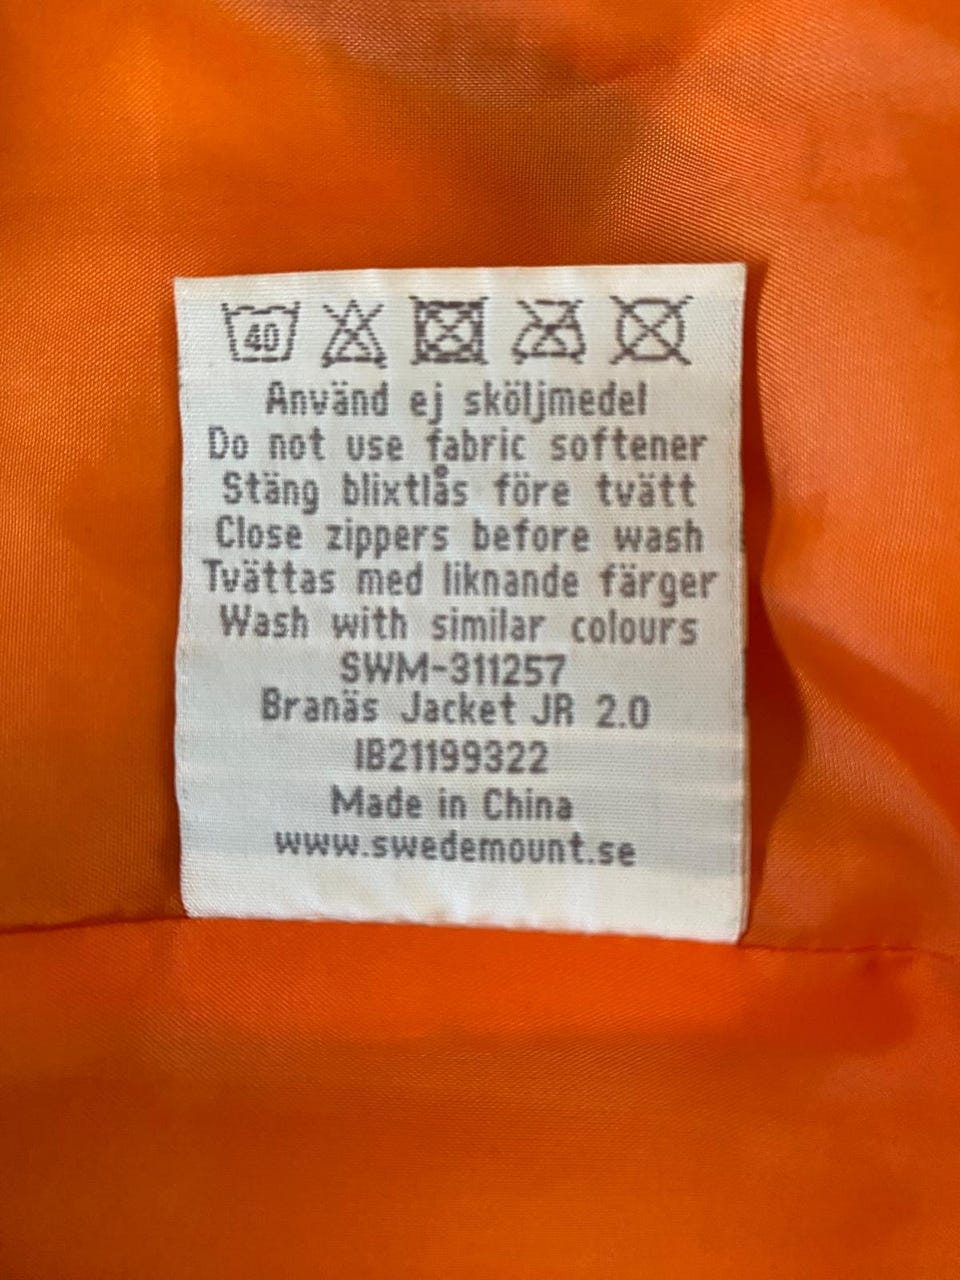 40
Använd ej sköljmedel
Do not use fabric softener
Stäng blixtlås före tvätt
Close zippers before wash
Tvättas med liknande färger
Wash with similar colours
SWM-311257
Branäs Jacket JR 2.0
IB21199322
Made in China
www.swedemount.se